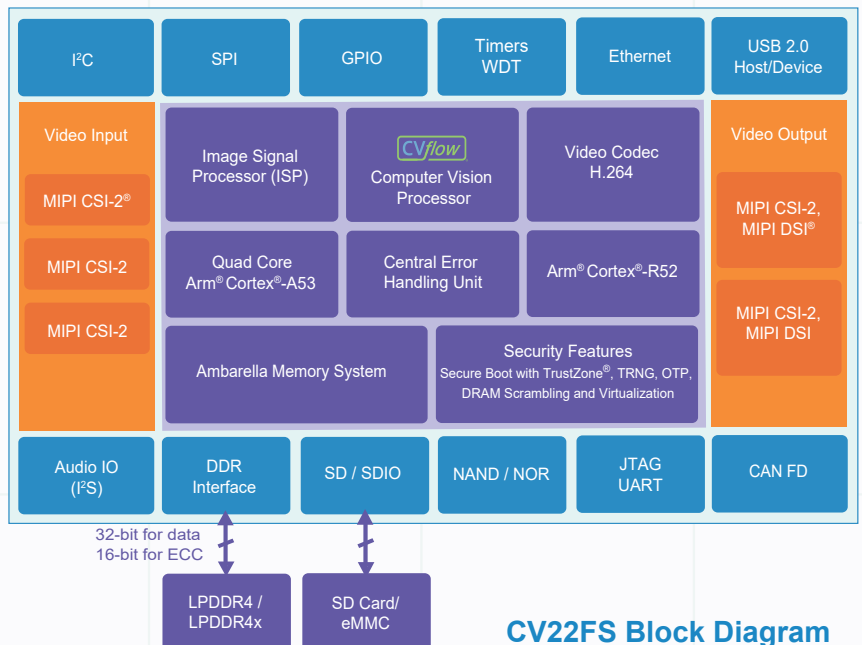 I²C
SPI
GPIO
Timers
WDT
Ethernet
USB 2.0
Host/Device
Video Input
MIPI CSI-2®
MIPI CSI-2
MIPI CSI-2
Image Signal
Processor (ISP)
CVflow
Computer Vision
Processor
Video Codec
H.264
Quad Core
Arm® Cortex®-A53
Central Error
Handling Unit
Arm® Cortex®-R52
Ambarella Memory System
Security Features
Secure Boot with TrustZone®, TRNG, OTP,
DRAM Scrambling and Virtualization
Video Output
MIPI CSI-2,
MIPI DSI®
MIPI CSI-2,
MIPI DSI
Audio IO
(I²S)
DDR
Interface
SD / SDIO
NAND / NOR
JTAG
UART
CAN FD
32-bit for data
16-bit for ECC
LPDDR4 /
LPDDR4x
SD Card/
eMMC
CV22FS Block Diagram